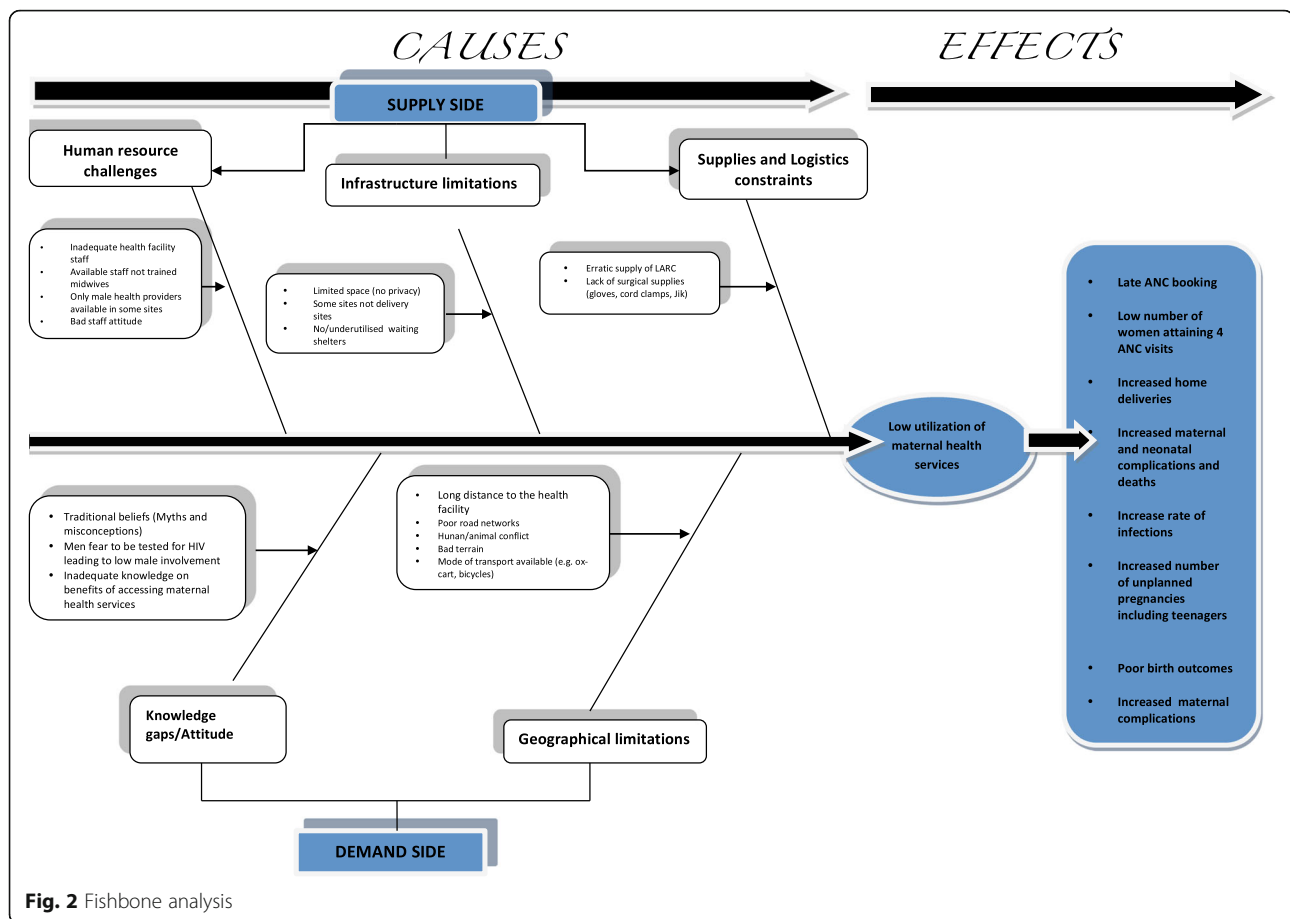 CAUSES
EFFECTS
SUPPLY SIDE
Human resource
challenges
Infrastructure limitations
Supplies and Logistics
constraints
• Inadequate health facility
staff
• Available staff not trained
midwives
• Only male health providers
available in some sites
• Bad staff attitude
• Limited space (no privacy)
• Some sites not delivery
sites
• No/underutilised waiting
shelters
• Erratic supply of LARC
• Lack of surgical supplies
(gloves, cord clamps, Jik)
Low utilization of
maternal health
services
• Late ANC booking
• Low number of
women attaining 4
ANC visits
• Increased home
deliveries
• Increased maternal
and neonatal
complications and
deaths
• Increase rate of
infections
• Increased number
of unplanned
pregnancies
including teenagers
• Poor birth outcomes
• Increased maternal
complications
• Traditional beliefs (Myths and
misconceptions)
• Men fear to be tested for HIV
leading to low male involvement
• Inadequate knowledge on
benefits of accessing maternal
health services
• Long distance to the health
facility
• Poor road networks
• Hunan/animal conflict
• Bad terrain
• Mode of transport available (e.g. ox-
cart, bicycles)
Knowledge
gaps/Attitude
Geographical limitations
DEMAND SIDE
Fig. 2 Fishbone analysis